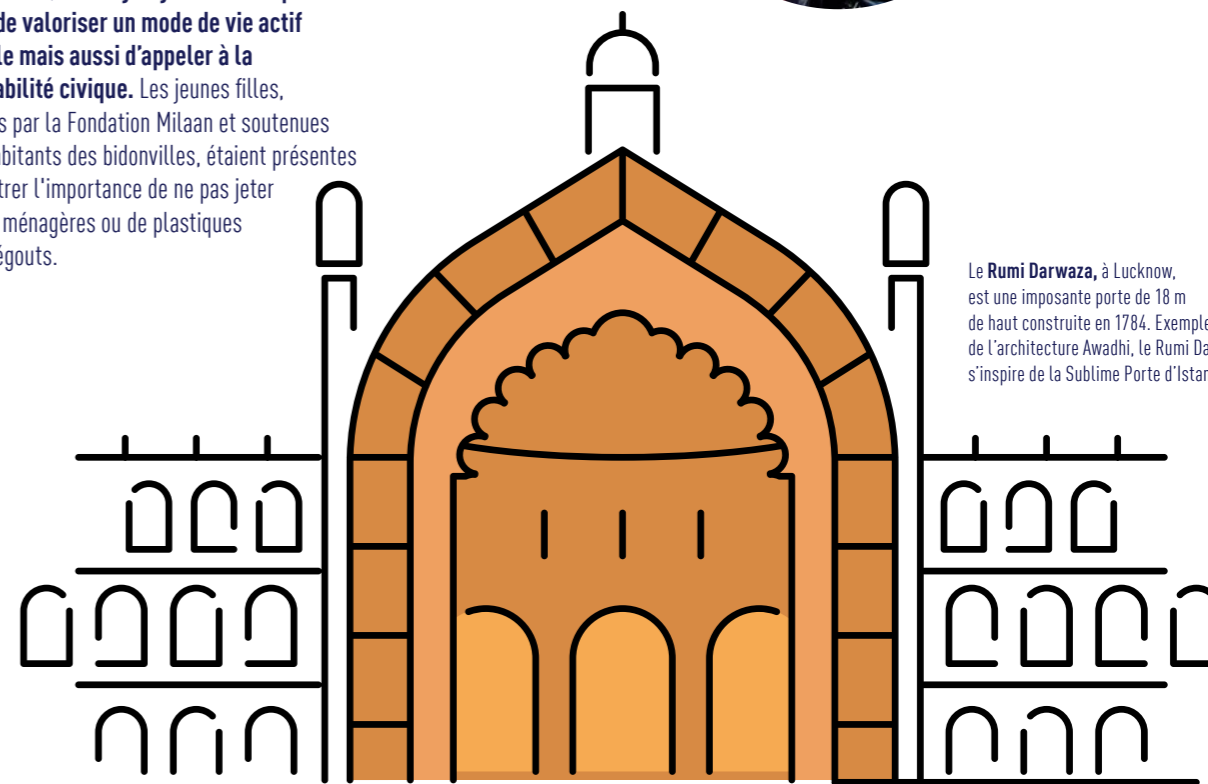 de valoriser un mode de vie actif
le mais aussi d'appeler à la
abilité civique. Les jeunes filles,
s par la Fondation Milaan et soutenues
abitants des bidonvilles, étaient présentes
trer l'importance de ne pas jeter
ménagères ou de plastiques
égouts.
Le Rumi Darwaza, à Lucknow,
est une imposante porte de 18 m
de haut construite en 1784. Exemple
de l'architecture Awadhi, le Rumi Da
s'inspire de la Sublime Porte d'Istan